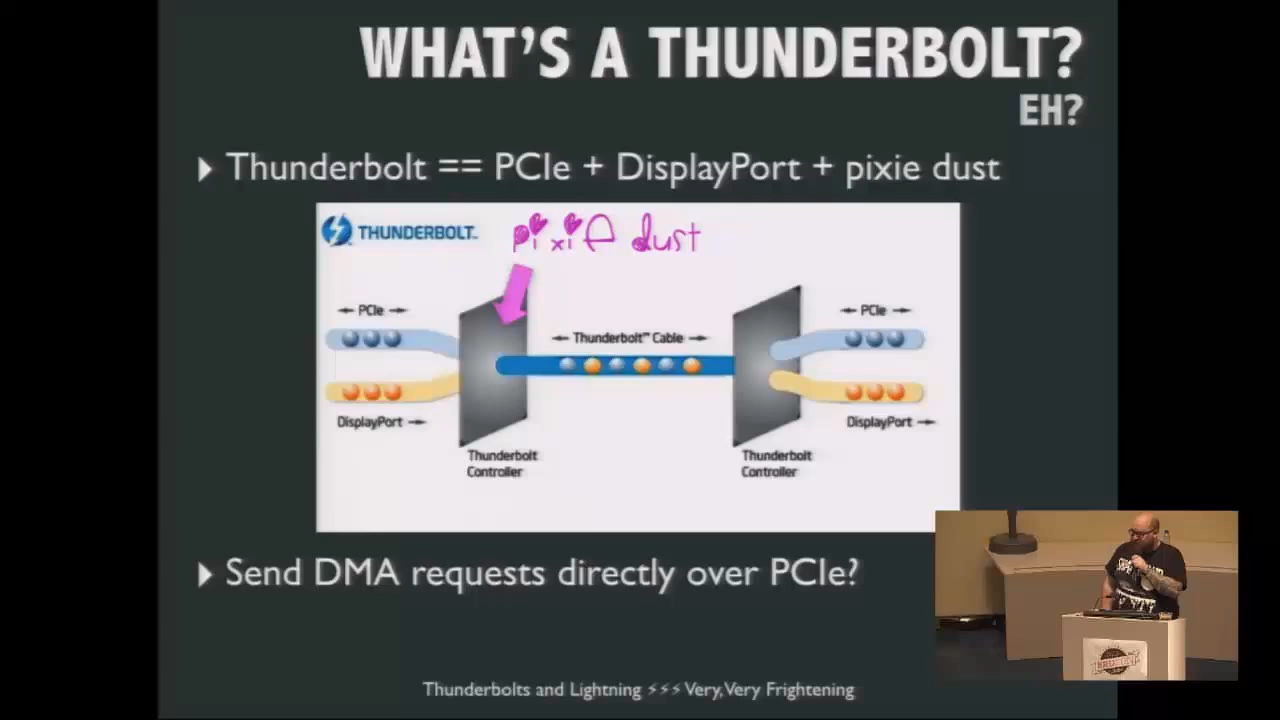 WHAT'S A THUNDERBOLT?
EH?
Thunderbolt == PCIe + DisplayPort + pixie dust
THUNDERBOLT™
pixie dust
PCIe
Thunderbolt™ Cable
PCIe
DisplayPort
DisplayPort
Thunderbolt
Controller
Thunderbolt
Controller
Send DMA requests directly over PCIe?
Thunderbolts and Lightning ⚡⚡⚡ Very, Very Frightening